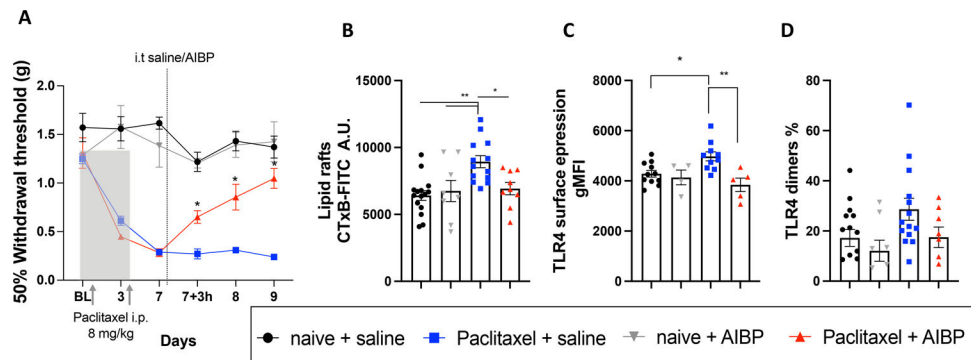 A
i.t saline/AIBP
50% Withdrawal threshold (g)
2.0
1.5
1.0
0.5
0.0
*
*
*
BL
3
7
7+3h
8
9
Paclitaxel i.p.
8 mg/kg
Days
B
Lipid rafts
CTxB-FITC A.U.
15000
10000
5000
0
**
*
C
TLR4 surface epression
gMFI
8000
6000
4000
2000
0
*
**
D
TLR4 dimers %
80
60
40
20
0
naive + saline
Paclitaxel + saline
naive + AIBP
Paclitaxel + AIBP